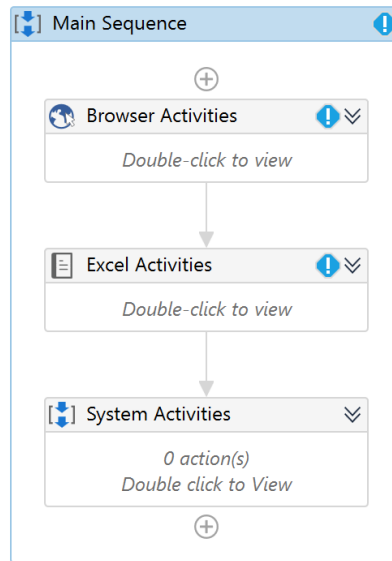 Main Sequence
Browser Activities
Double-click to view
Excel Activities
Double-click to view
System Activities
0 action(s)
Double click to View